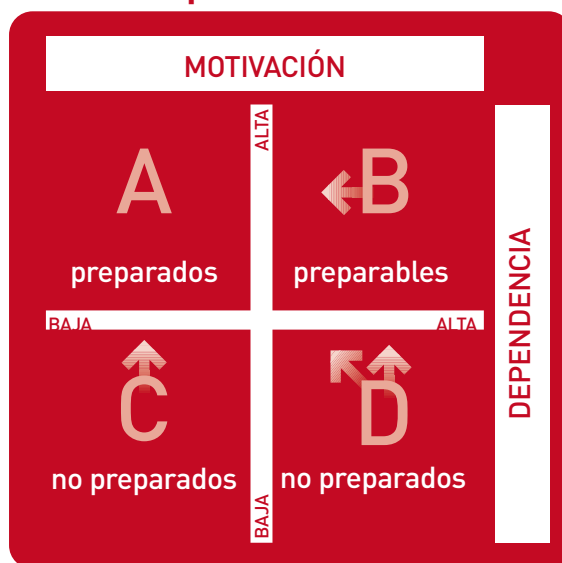 MOTIVACIÓN
ALTA
A
B
preparados
preparables
DEPENDENCIA
BAJA
ALTA
C
D
no preparados
no preparados
BAJA